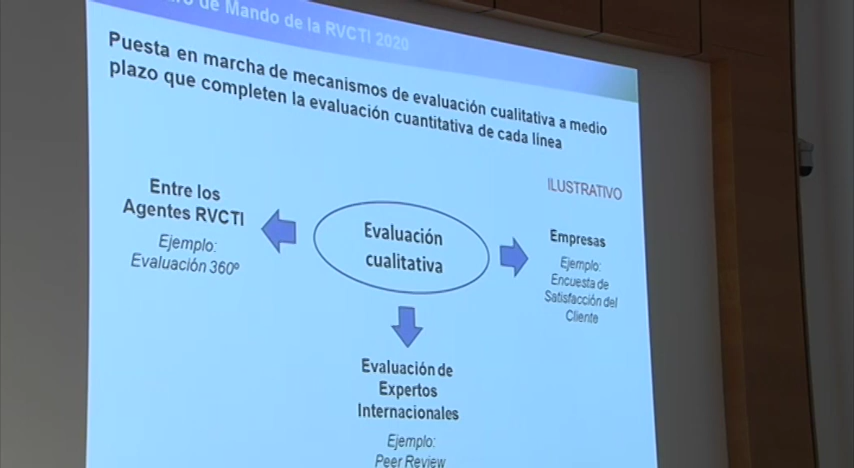 de Mando de la RVCTI 2020
Puesta en marcha de mecanismos de evaluación cualitativa a medio
plazo que completen la evaluación cuantitativa de cada línea
ILUSTRATIVO
Entre los
Agentes RVCTI
Ejemplo:
Evaluación 360º
Evaluación
cualitativa
Empresas
Ejemplo:
Encuesta de
Satisfacción del
Cliente
Evaluación de
Expertos
Internacionales
Ejemplo:
Peer Review